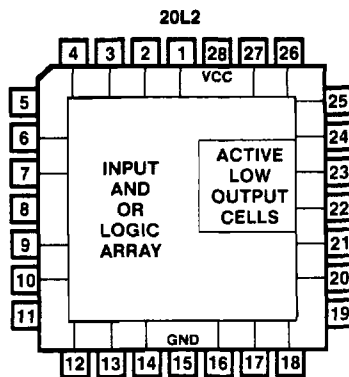 20L2
4 3 2 1 28 27 26
VCC
5 25
6 24
7 23
8 22
9 21
10 20
11 19
INPUT
AND
OR
LOGIC
ARRAY
ACTIVE
LOW
OUTPUT
CELLS
GND
12 13 14 15 16 17 18